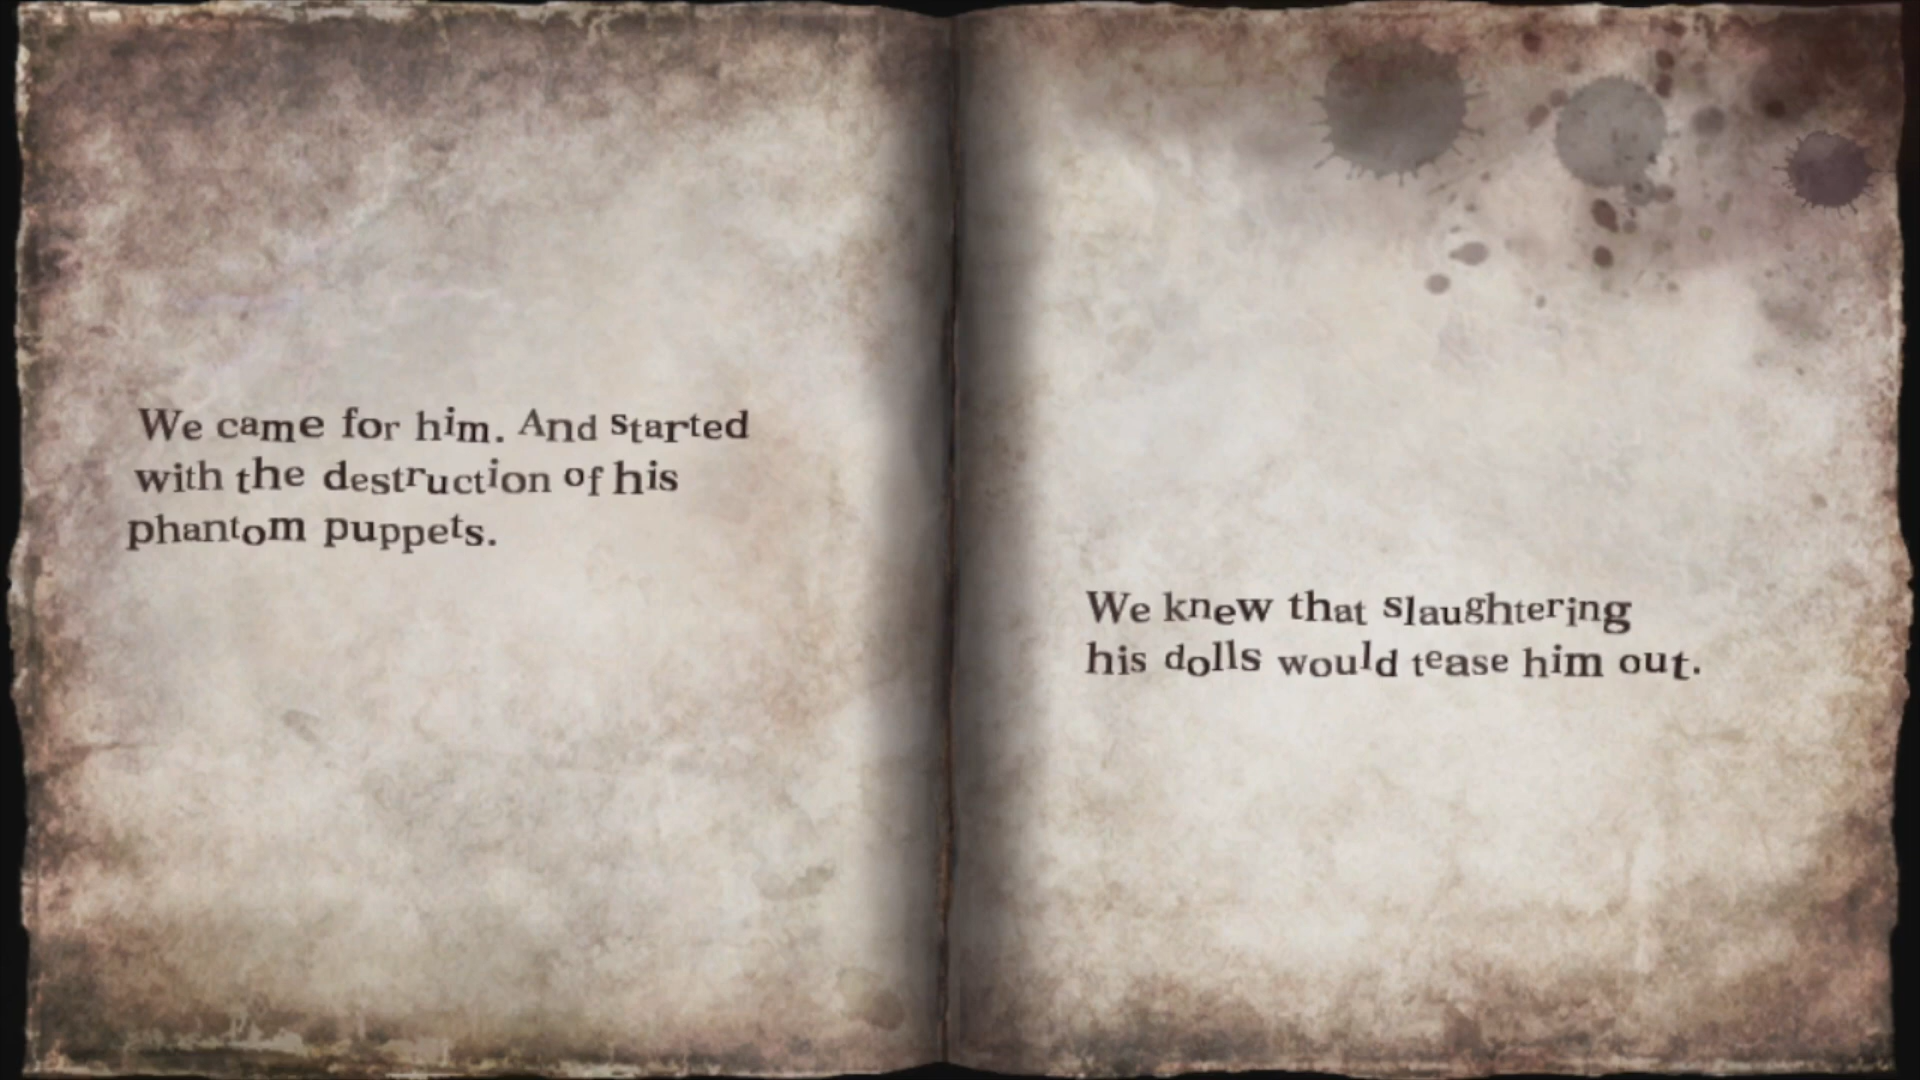 We came for him. And started
with the destruction of his
phantom puppets.
We knew that slaughtering
his dolls would tease him out.